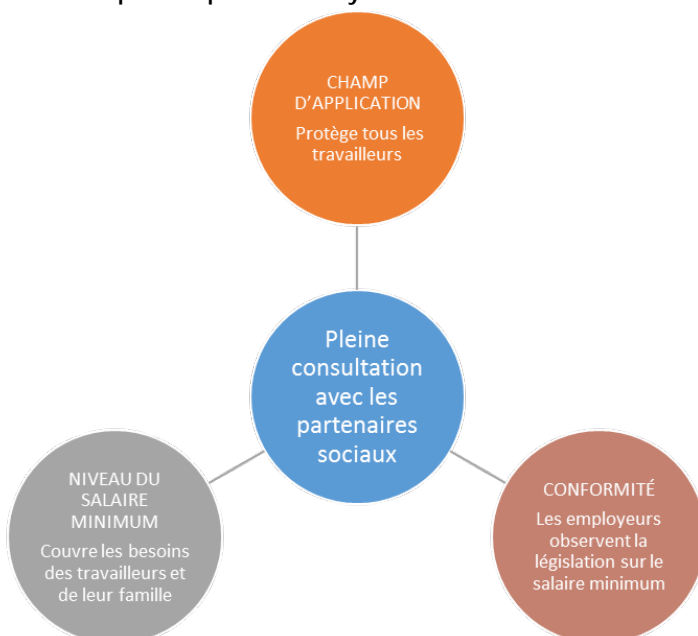 CHAMP
D'APPLICATION
Protège tous les
travailleurs
Pleine
consultation
avec les
partenaires
sociaux
NIVEAU DU
SALAIRE
MINIMUM
Couvre les besoins
des travailleurs et
de leur famille
CONFORMITÉ
Les employeurs
observent la
législation sur le
salaire minimum